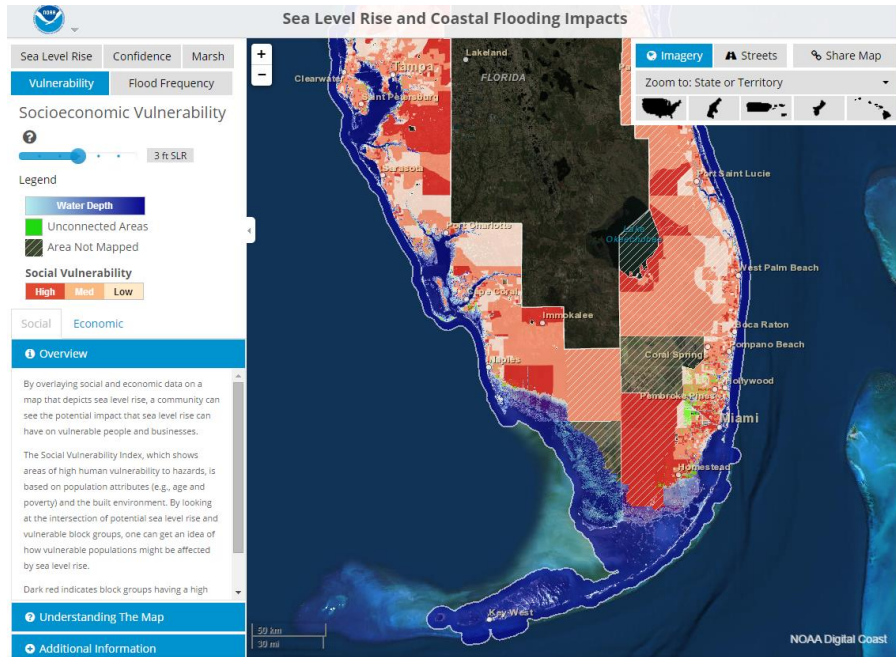 NOAA
Sea Level Rise and Coastal Flooding Impacts
Sea Level Rise
Confidence
Marsh
Vulnerability
Flood Frequency
Socioeconomic Vulnerability
3 ft SLR
Legend
Water Depth
Unconnected Areas
Area Not Mapped
Social Vulnerability
High
Med
Low
Social
Economic
Overview
By overlaying social and economic data on a
map that depicts sea level rise, a community can
see the potential impact that sea level rise can
have on vulnerable people and businesses.
The Social Vulnerability Index, which shows
areas of high human vulnerability to hazards, is
based on population attributes (e.g., age and
poverty) and the built environment. By looking
at the intersection of potential sea level rise and
vulnerable block groups, one can get an idea of
how vulnerable populations might be affected
by sea level rise.
Dark red indicates block groups having a high
Understanding The Map
Additional Information
+
−
Imagery
Streets
Share Map
Zoom to: State or Territory
Lakeland
FLORIDA
Clearwater
Tampa
Saint Petersburg
Sarasota
Port Saint Lucie
Port Charlotte
Lake
Okeechobee
West Palm Beach
Cape Coral
Immokalee
Boca Raton
Pompano Beach
Coral Spring
Naples
Hollywood
Pembroke Pines
Miami
Homestead
Key West
50 km
30 mi
NOAA Digital Coast